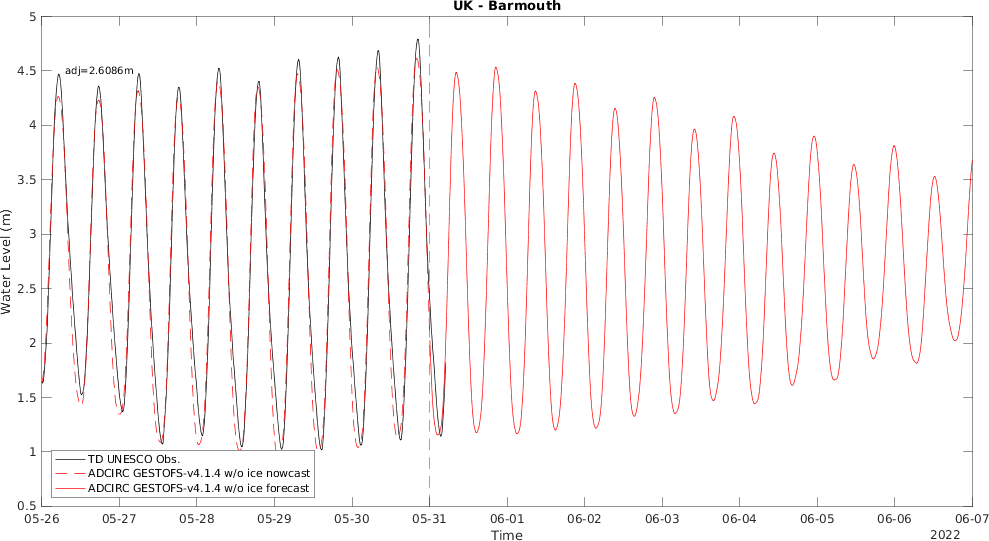 UK - Barmouth
adj=2.6086m
Water Level (m)
5
4.5
4
3.5
3
2.5
2
1.5
1
0.5
TD UNESCO Obs.
ADCIRC GESTOFS-v4.1.4 w/o ice nowcast
ADCIRC GESTOFS-v4.1.4 w/o ice forecast
05-26 05-27 05-28 05-29 05-30 05-31 06-01 06-02 06-03 06-04 06-05 06-06 06-07
Time
2022